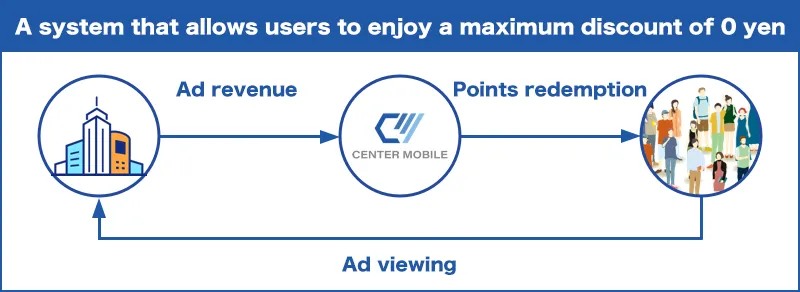 A system that allows users to enjoy a maximum discount of 0 yen
Ad revenue
Points redemption
CENTER MOBILE
Ad viewing